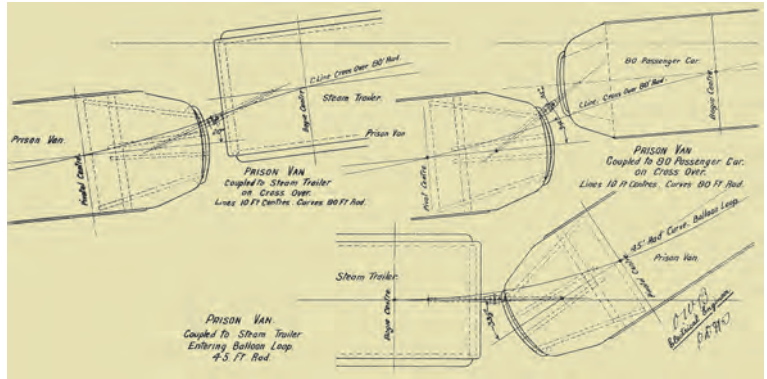 C. Line Cross Over 80' Rad.
Steam Trailer
Bogie Centre.
Prison Van
Pivotal Centre
PRISON VAN
Coupled to Steam Trailer
on Cross Over.
Lines 10 Ft Centres. Curves 80 Ft Rad.
80 Passenger Car.
C. Line. Cross Over 80' Rad.
Bogie Centre
Prison Van
Pivot Centre
PRISON VAN
Coupled to 80 Passenger Car.
on Cross Over.
Lines 10 Ft Centres. Curves 80 Ft Rad.
Steam Trailer.
Bogie Centre.
45' Rad. Curve. Balloon Loop.
Prison Van.
Pivotal Centre
PRISON VAN.
Coupled to Steam Trailer
Entering Balloon Loop.
45 Ft Rad.
Electrical Engineer